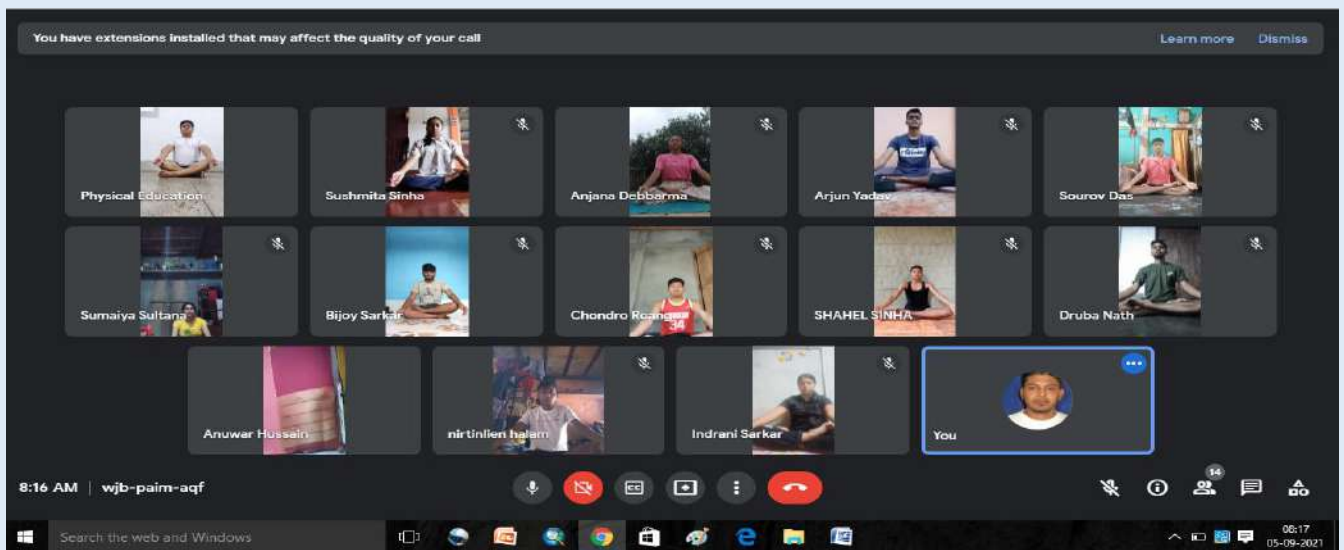 You have extensions installed that may affect the quality of your call
Learn more Dismiss
Physical Education
Sushmita Sinha
Anjana Debbarma
Arjun Yadav
Sourov Das
Sumaiya Sultana
Bijoy Sarkar
Chondro Reang
34
SHAHEL SINHA
Druba Nath
Anuwar Hussain
nirtinlien halam
Indrani Sarkar
You
8:16 AM | wjb-paim-aqf
CC
14
Search the web and Windows
08:17
05-09-2021